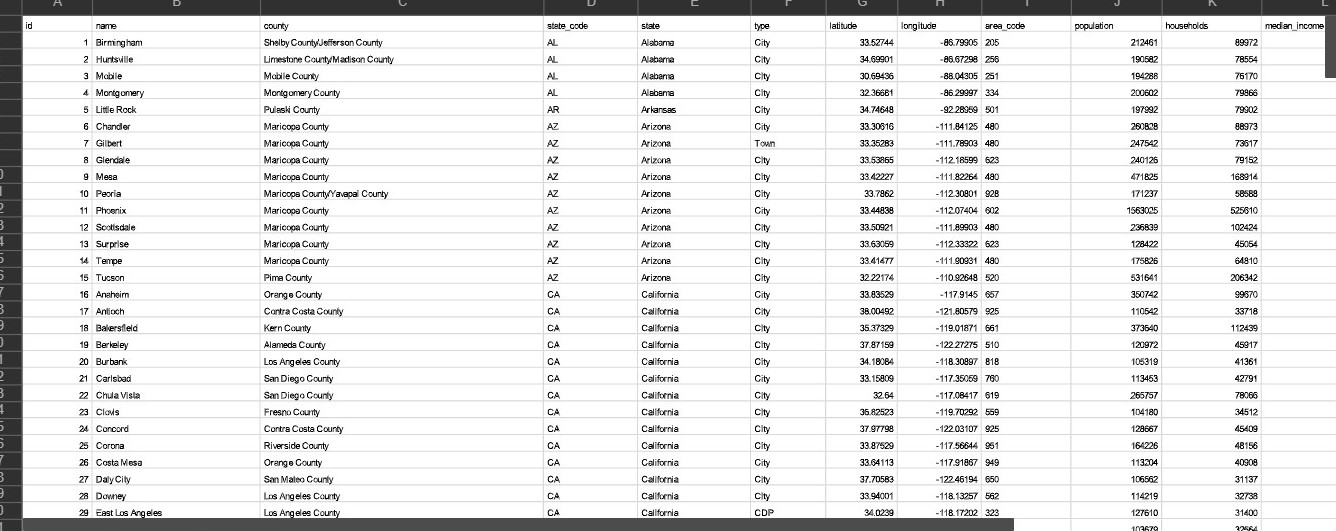 A B C D E F G H I J K L
id name county state_code state type latitude longitude area_code population households median_income
1 Birmingham Shelby County/Jefferson County AL Alabama City 33.52744 -86.79905 205 212461 89972
2 Huntsville Limestone County/Madison County AL Alabama City 34.69901 -86.67298 256 190582 78554
3 Mobile Mobile County AL Alabama City 30.69436 -88.04305 251 194288 76170
4 Montgomery Montgomery County AL Alabama City 32.36681 -86.29997 334 200602 79866
5 Little Rock Pulaski County AR Arkansas City 34.74648 -92.28959 501 197992 79902
6 Chandler Maricopa County AZ Arizona City 33.30616 -111.84125 480 260828 88973
7 Gilbert Maricopa County AZ Arizona Town 33.35283 -111.78903 480 247542 73617
8 Glendale Maricopa County AZ Arizona City 33.53865 -112.18599 623 240126 79152
9 Mesa Maricopa County AZ Arizona City 33.42227 -111.82264 480 471825 168914
10 Peoria Maricopa County/Yavapai County AZ Arizona City 33.7862 -112.30801 928 171237 58588
11 Phoenix Maricopa County AZ Arizona City 33.44838 -112.07404 602 1563025 525610
12 Scottsdale Maricopa County AZ Arizona City 33.50921 -111.89903 480 236839 102424
13 Surprise Maricopa County AZ Arizona City 33.63059 -112.33322 623 128422 45054
14 Tempe Maricopa County AZ Arizona City 33.41477 -111.90931 480 175826 64810
15 Tucson Pima County AZ Arizona City 32.22174 -110.92648 520 531641 206342
16 Anaheim Orange County CA California City 33.83529 -117.9145 657 350742 99670
17 Antioch Contra Costa County CA California City 38.00492 -121.80579 925 110542 33718
18 Bakersfield Kern County CA California City 35.37329 -119.01871 661 373640 112439
19 Berkeley Alameda County CA California City 37.87159 -122.27275 510 120972 45917
20 Burbank Los Angeles County CA California City 34.18084 -118.30897 818 105319 41361
21 Carlsbad San Diego County CA California City 33.15809 -117.35059 760 113453 42791
22 Chula Vista San Diego County CA California City 32.64 -117.08417 619 265757 78066
23 Clovis Fresno County CA California City 36.82523 -119.70292 559 104180 34512
24 Concord Contra Costa County CA California City 37.97798 -122.03107 925 128667 45409
25 Corona Riverside County CA California City 33.87529 -117.56644 951 164226 48156
26 Costa Mesa Orange County CA California City 33.64113 -117.91867 949 113204 40908
27 Daly City San Mateo County CA California City 37.70583 -122.46194 650 106562 31137
28 Downey Los Angeles County CA California City 33.94001 -118.13257 562 114219 32738
29 East Los Angeles Los Angeles County CA California CDP 34.0239 -118.17202 323 127610 31400
103679 32564